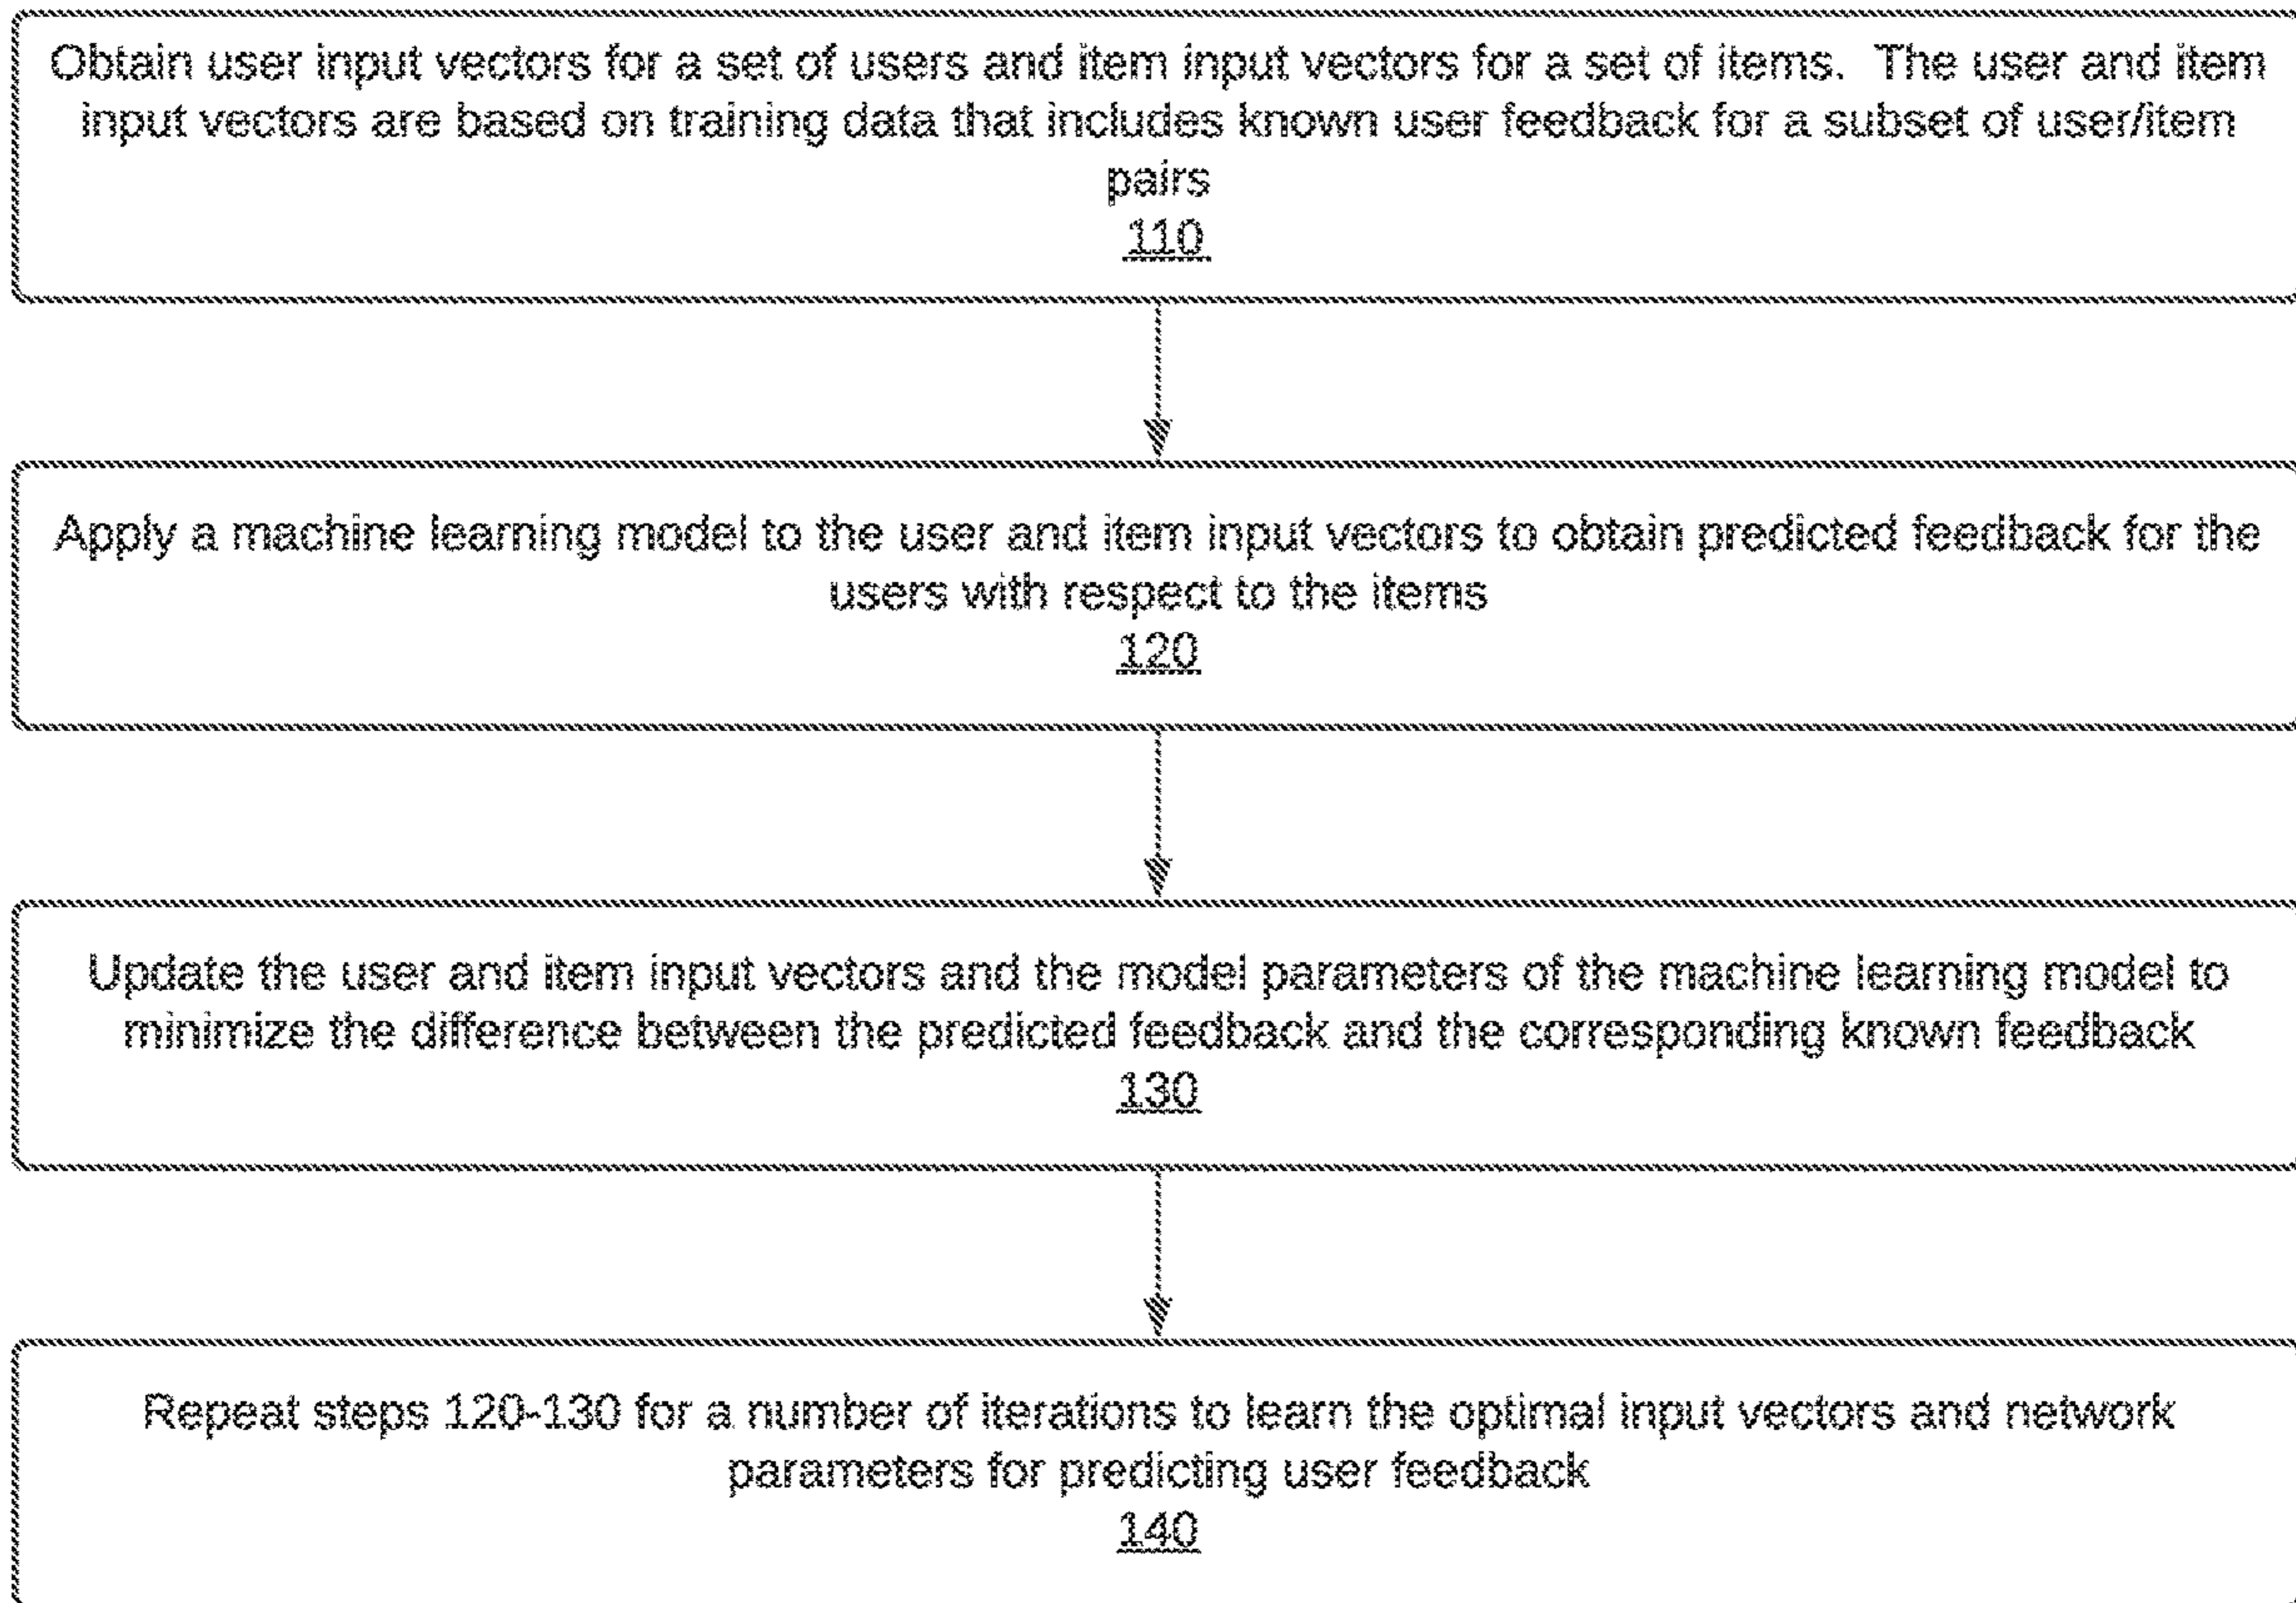 Obtain user input vectors for a set of users and item input vectors for a set of items.  The user and item
input vectors are based on training data that includes known user feedback for a subset of user/item
pairs
110
Apply a machine learning model to the user and item input vectors to obtain predicted feedback for the
users with respect to the items
120
Update the user and item input vectors and the model parameters of the machine learning model to
minimize the difference between the predicted feedback and the corresponding known feedback
130
Repeat steps 120-130 for a number of iterations to learn the optimal input vectors and network
parameters for predicting user feedback
140